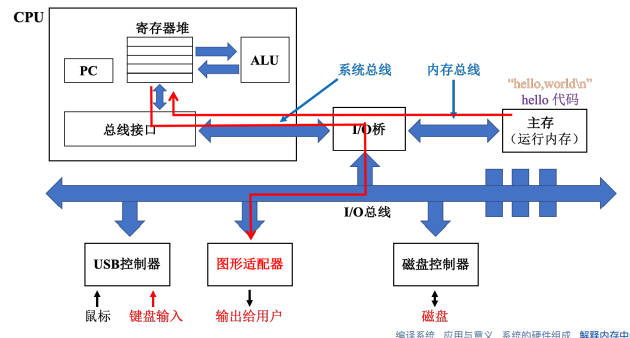 CPU
寄存器堆
PC
ALU
系统总线
内存总线
“hello,world\n”
hello 代码
总线接口
I/O桥
主存
（运行内存）
I/O总线
USB控制器
图形适配器
磁盘控制器
鼠标
键盘输入
输出给用户
磁盘
编译系统 应用与意义 系统的硬件组成 解释内存中